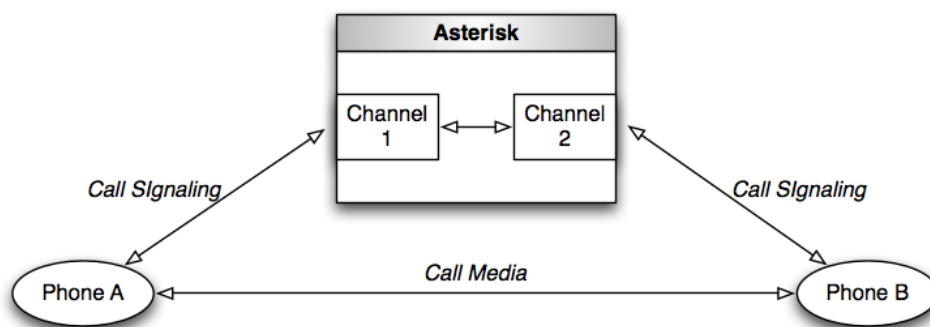 Asterisk
Channel
1
Channel
2
Call SIgnaling
Call SIgnaling
Call Media
Phone A
Phone B